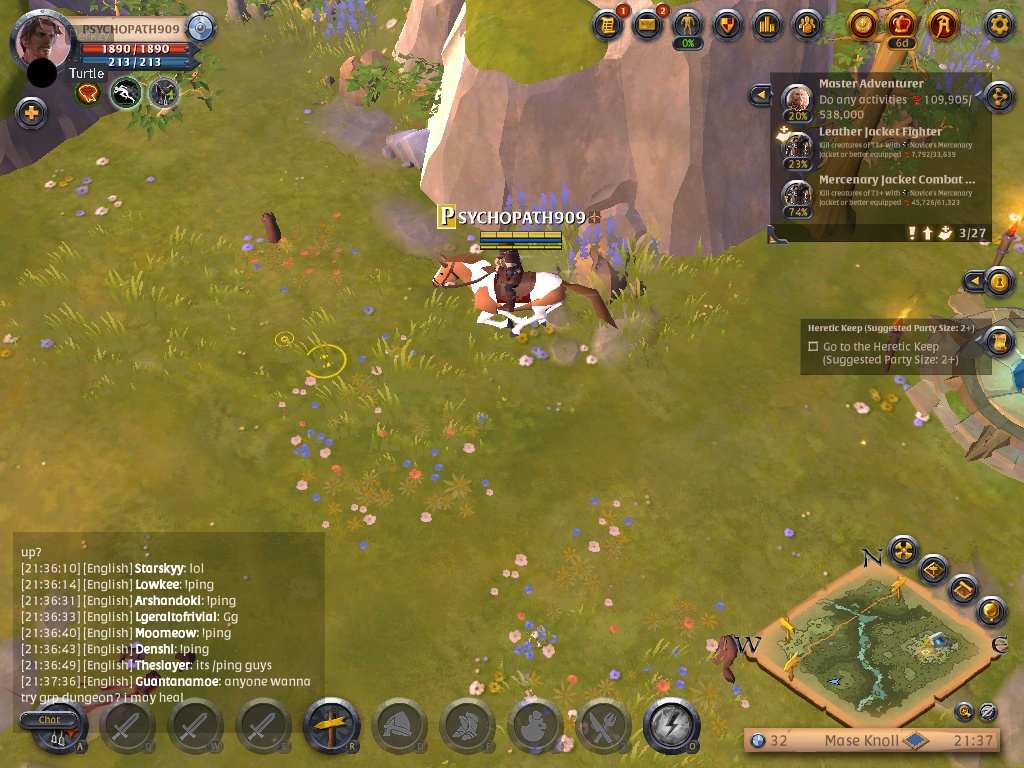 PSYCHOPATH909
1890 / 1890
213 / 213
Turtle
1
2
0%
6d
Master Adventurer
Do any activities 109,905/
538,000
20%
Leather Jacket Fighter
Kill creatures of T3+ with Novice's Mercenary
Jacket or better equipped 7,792/33,639
23%
Mercenary Jacket Combat ...
Kill creatures of T3+ with Novice's Mercenary
Jacket or better equipped 45,726/61,323
74%
3/27
PSYCHOPATH909
Heretic Keep (Suggested Party Size: 2+)
Go to the Heretic Keep
(Suggested Party Size: 2+)
up?
[21:36:10] [English] Starskyy: lol
[21:36:14] [English] Lowkee: !ping
[21:36:31] [English] Arshandoki: !ping
[21:36:33] [English] Lgeraltofrivial: Gg
[21:36:40] [English] Moomeow: !ping
[21:36:43] [English] Denshi: !ping
[21:36:49] [English] Theslayer: its /ping guys
[21:37:36] [English] Guantanamoe: anyone wanna
try grp dungeon? i may heal
Chat
A
Q
W
E
R
D
F
O
N
W
E
32
Mase Knoll
21:37